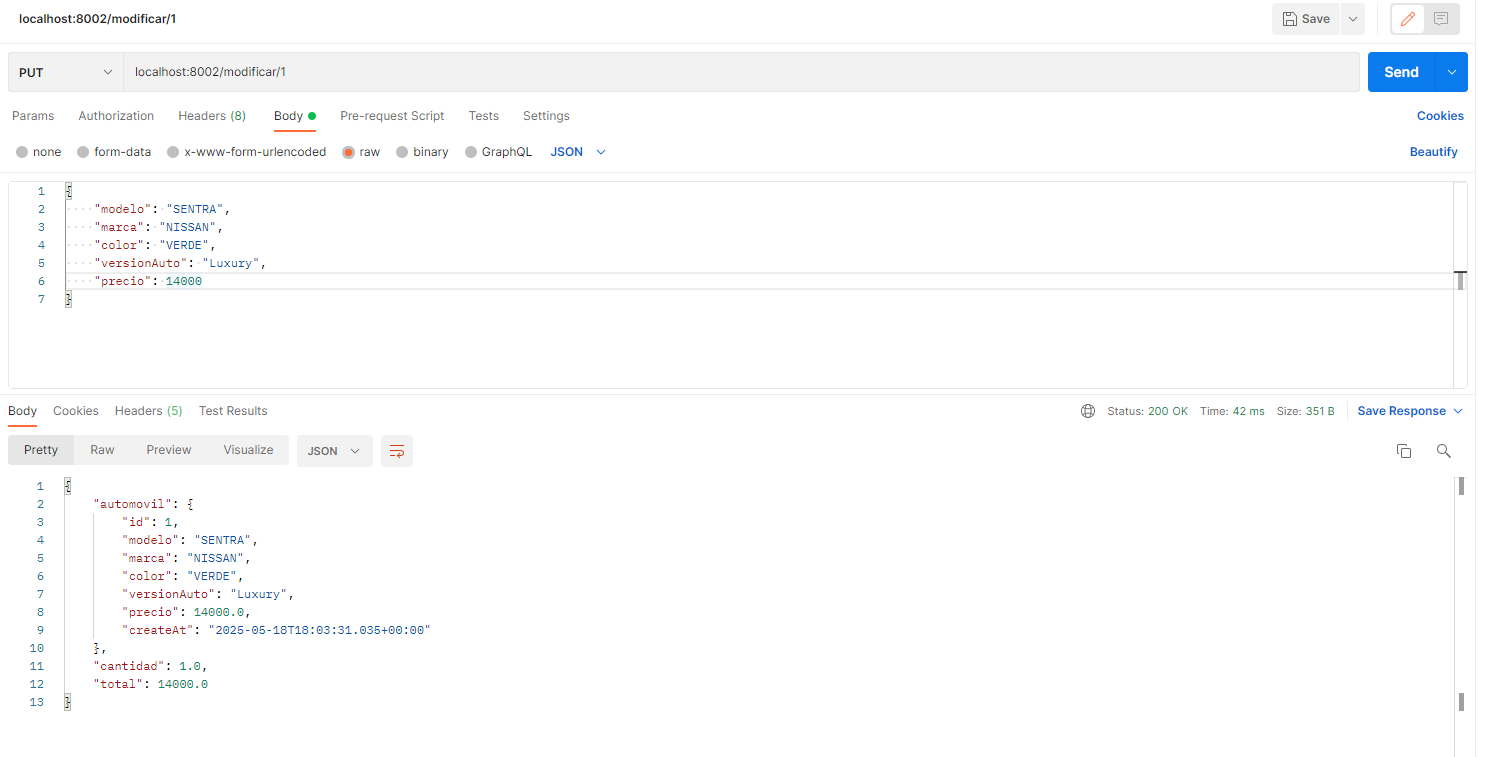 localhost:8002/modificar/1
Save
PUT localhost:8002/modificar/1 Send
Params Authorization Headers (8) Body Pre-request Script Tests Settings Cookies
none form-data x-www-form-urlencoded raw binary GraphQL JSON Beautify
1 {
2 "modelo": "SENTRA",
3 "marca": "NISSAN",
4 "color": "VERDE",
5 "versionAuto": "Luxury",
6 "precio": 14000
7 }
Body Cookies Headers (5) Test Results Status: 200 OK Time: 42 ms Size: 351 B Save Response
Pretty Raw Preview Visualize JSON
1 {
2 "automovil": {
3 "id": 1,
4 "modelo": "SENTRA",
5 "marca": "NISSAN",
6 "color": "VERDE",
7 "versionAuto": "Luxury",
8 "precio": 14000.0,
9 "createAt": "2025-05-18T18:03:31.035+00:00"
10 },
11 "cantidad": 1.0,
12 "total": 14000.0
13 }